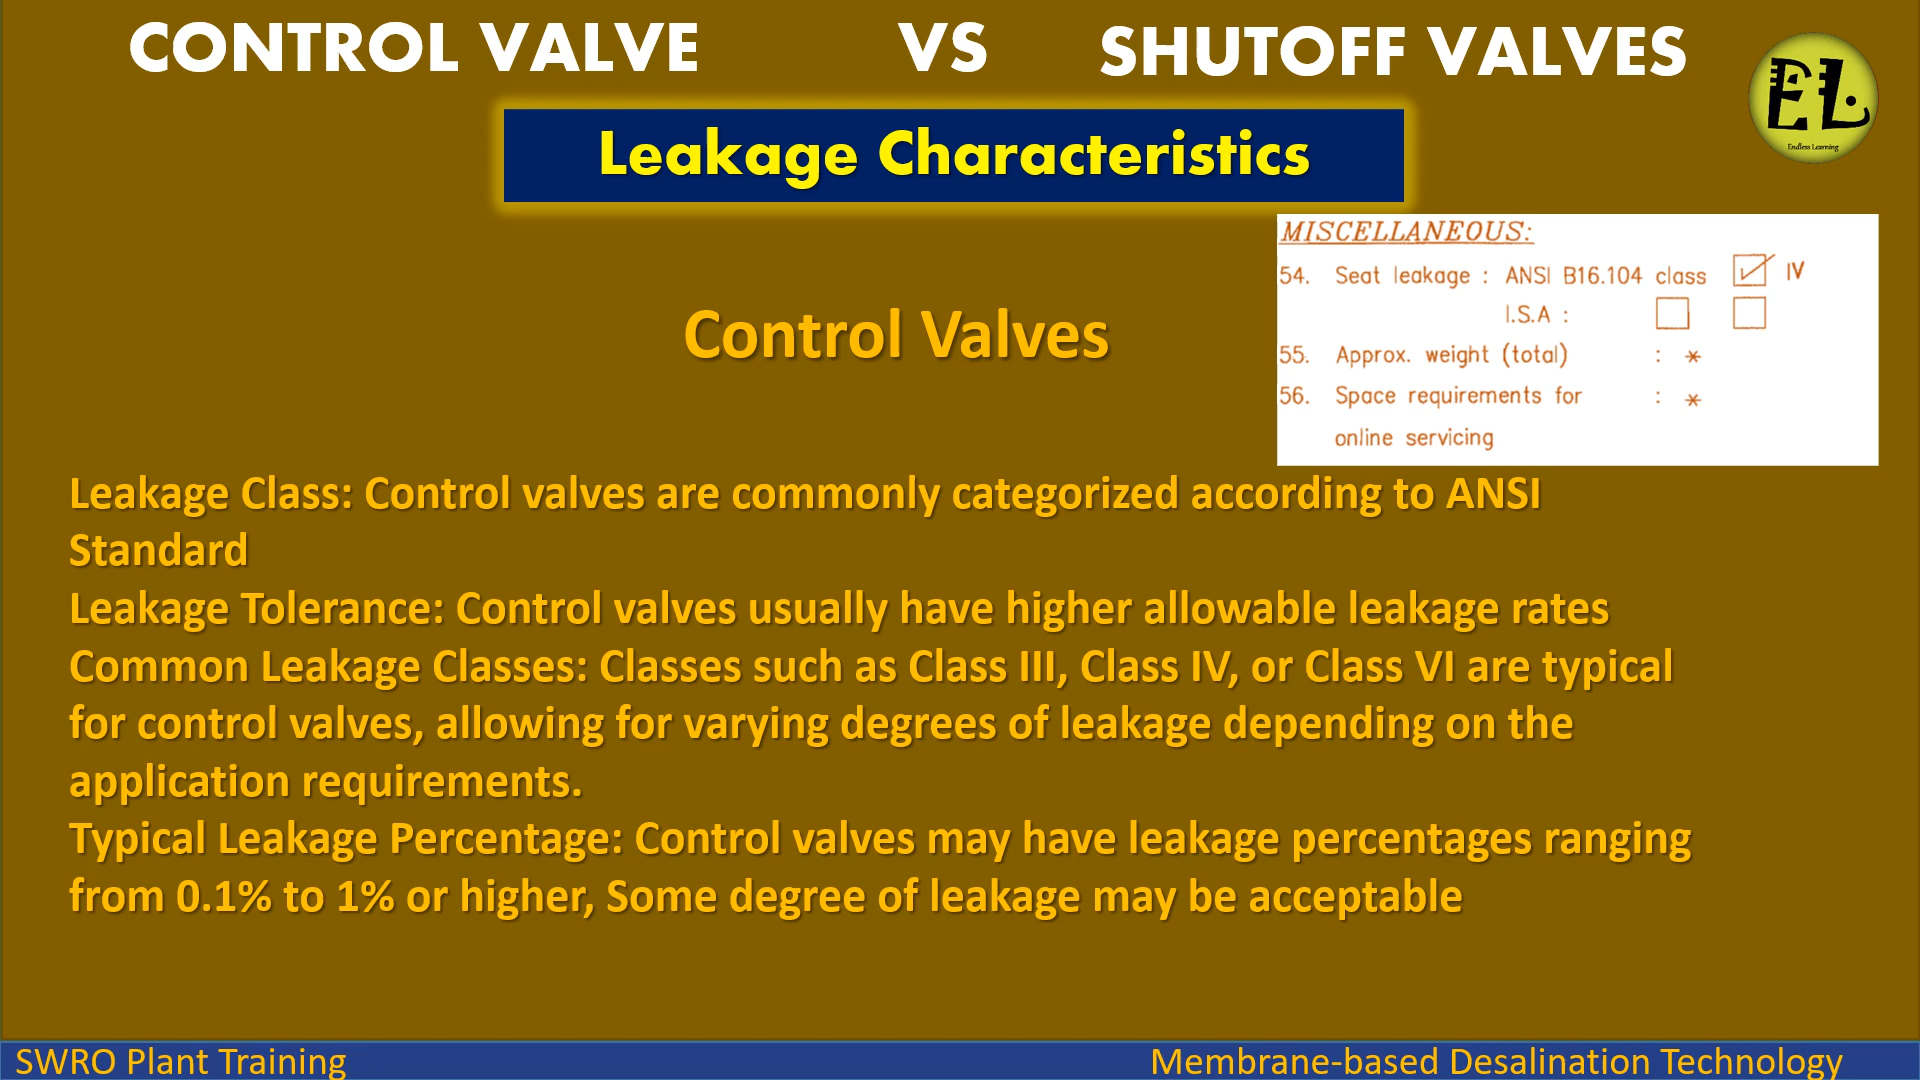 CONTROL VALVE VS SHUTOFF VALVES
EL
Endless Learning
Leakage Characteristics
MISCELLANEOUS:
54. Seat leakage : ANSI B16.104 class IV
I.S.A :
55. Approx. weight (total) : *
56. Space requirements for : *
online servicing
Control Valves
Leakage Class: Control valves are commonly categorized according to ANSI
Standard
Leakage Tolerance: Control valves usually have higher allowable leakage rates
Common Leakage Classes: Classes such as Class III, Class IV, or Class VI are typical
for control valves, allowing for varying degrees of leakage depending on the
application requirements.
Typical Leakage Percentage: Control valves may have leakage percentages ranging
from 0.1% to 1% or higher, Some degree of leakage may be acceptable
SWRO Plant Training
Membrane-based Desalination Technology